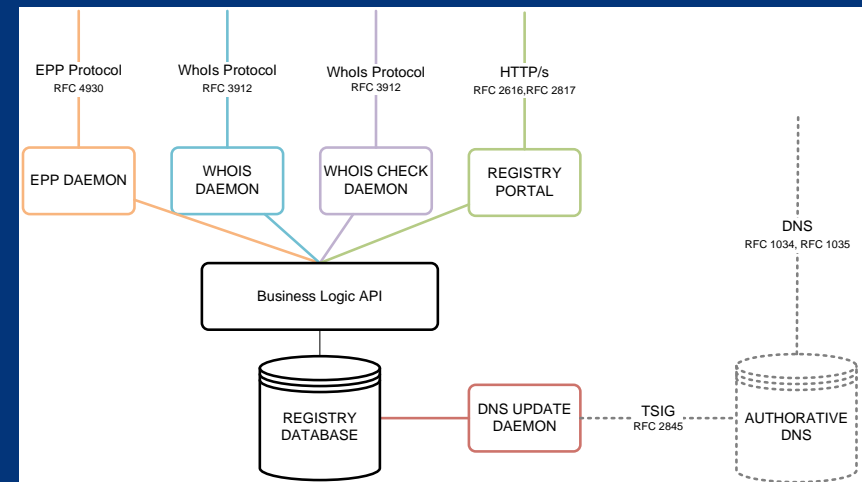 EPP Protocol
RFC 4930
WhoIs Protocol
RFC 3912
WhoIs Protocol
RFC 3912
HTTP/s
RFC 2616,RFC 2817
EPP DAEMON
WHOIS
DAEMON
WHOIS CHECK
DAEMON
REGISTRY
PORTAL
DNS
RFC 1034, RFC 1035
Business Logic API
REGISTRY
DATABASE
DNS UPDATE
DAEMON
TSIG
RFC 2845
AUTHORATIVE
DNS